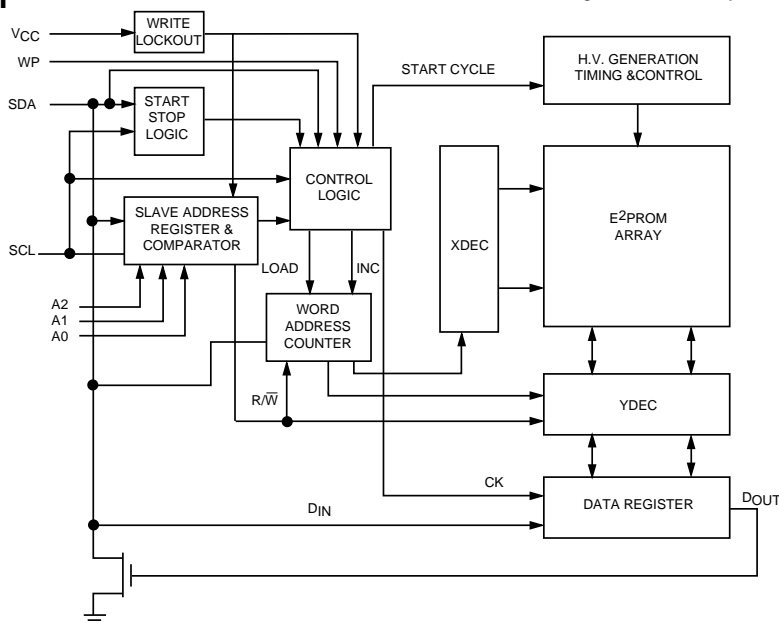 WRITE
LOCKOUT
VCC
WP
SDA
START
STOP
LOGIC
START CYCLE
H.V. GENERATION
TIMING &CONTROL
CONTROL
LOGIC
SLAVE ADDRESS
REGISTER &
COMPARATOR
SCL
XDEC
E2PROM
ARRAY
LOAD
INC
A2
A1
A0
WORD
ADDRESS
COUNTER
R/W̅
YDEC
CK
DIN
DATA REGISTER
DOUT